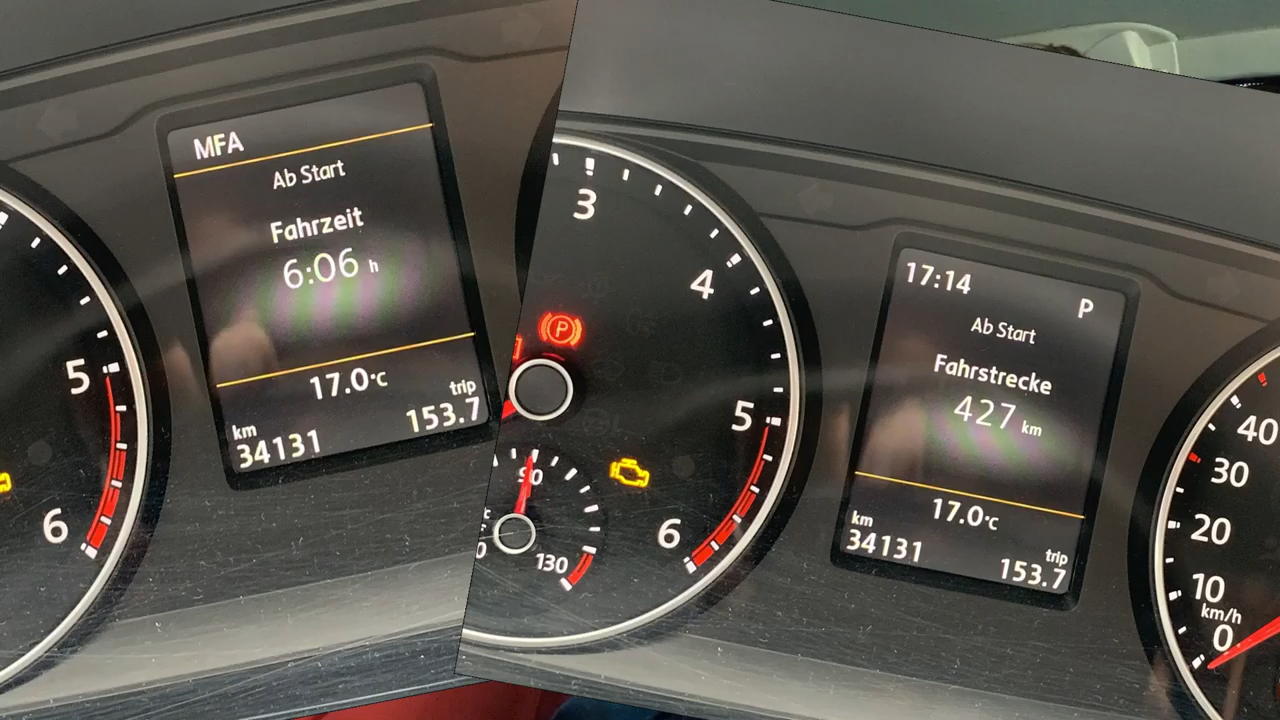 MFA
Ab Start
Fahrzeit
6:06 h
17.0°C
km
trip
34131
153.7
5
6
3
4
5
6
P
90
130
17:14
P
Ab Start
Fahrstrecke
427 km
17.0°C
km
trip
34131
153.7
40
30
20
10
km/h
0